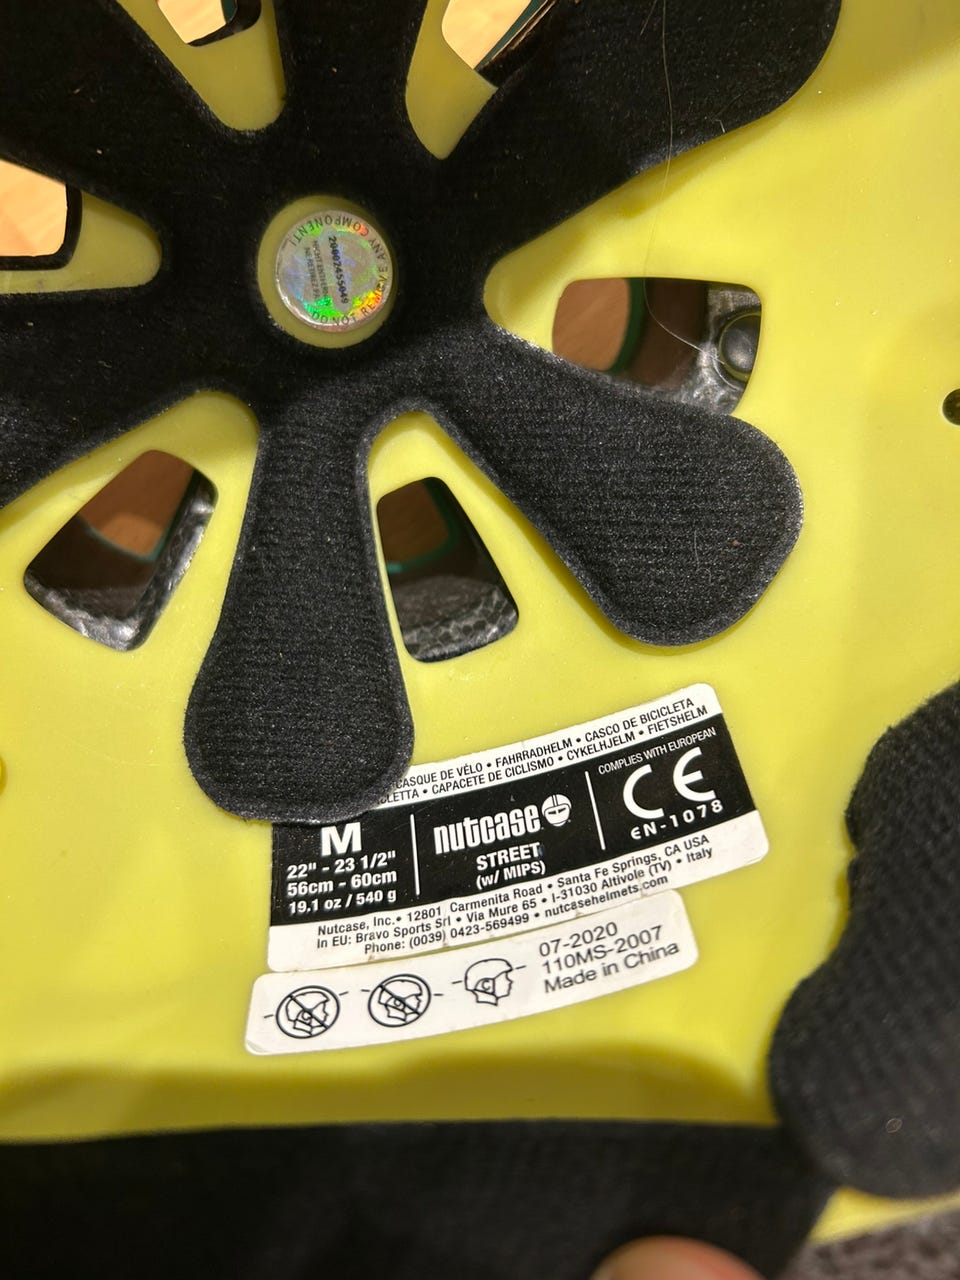 DO NOT REMOVE ANY COMPONENT!
20007455049
CASQUE DE VÉLO • FAHRRADHELM • CASCO DE BICICLETA
CLETTA • CAPACETE DE CICLISMO • CYKELHJELM • FIETSHELM
M
22" - 23 1/2"
56cm - 60cm
19.1 oz / 540 g
nutcase
STREET
(w/ MIPS)
COMPLIES WITH EUROPEAN
CE
EN-1078
Nutcase, Inc. • 12801 Carmenita Road • Santa Fe Springs, CA USA
In EU: Bravo Sports Srl • Via Mure 65 • I-31030 Altivole (TV) • Italy
Phone: (0039) 0423-569499 • nutcasehelmets.com
07-2020
110MS-2007
Made in China